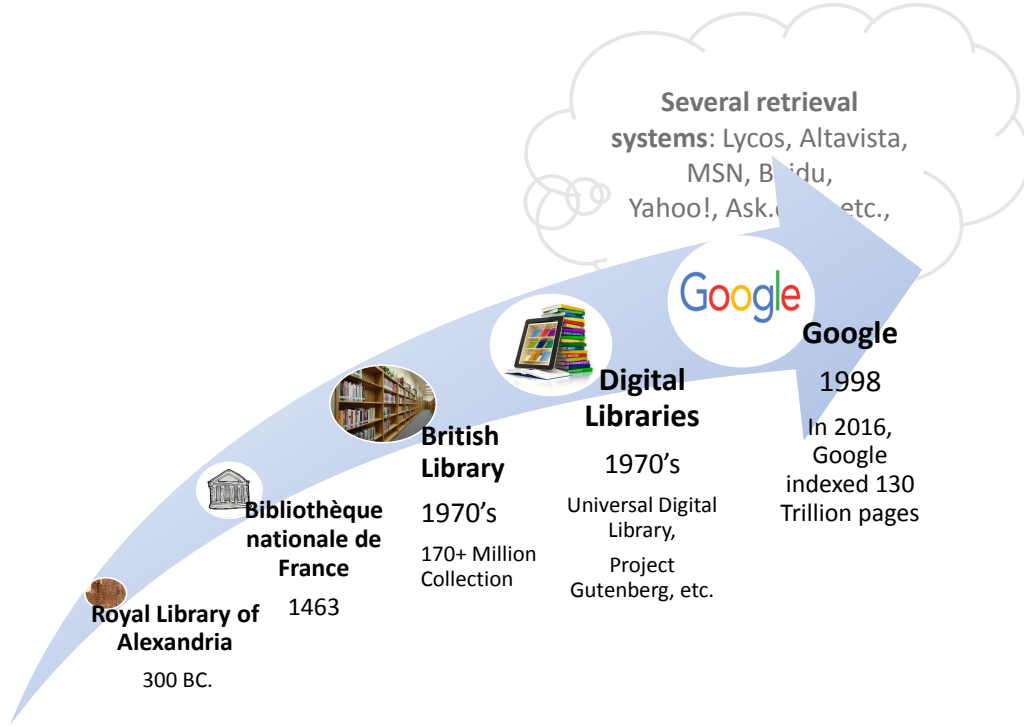 Several retrieval
systems: Lycos, Altavista,
MSN, B idu,
Yahoo!, Ask. etc.,
Google
Google
1998
In 2016,
Google
indexed 130
Trillion pages
Digital
Libraries
1970's
Universal Digital
Library,
Project
Gutenberg, etc.
British
Library
1970's
170+ Million
Collection
Bibliothèque
nationale de
France
1463
Royal Library of
Alexandria
300 BC.